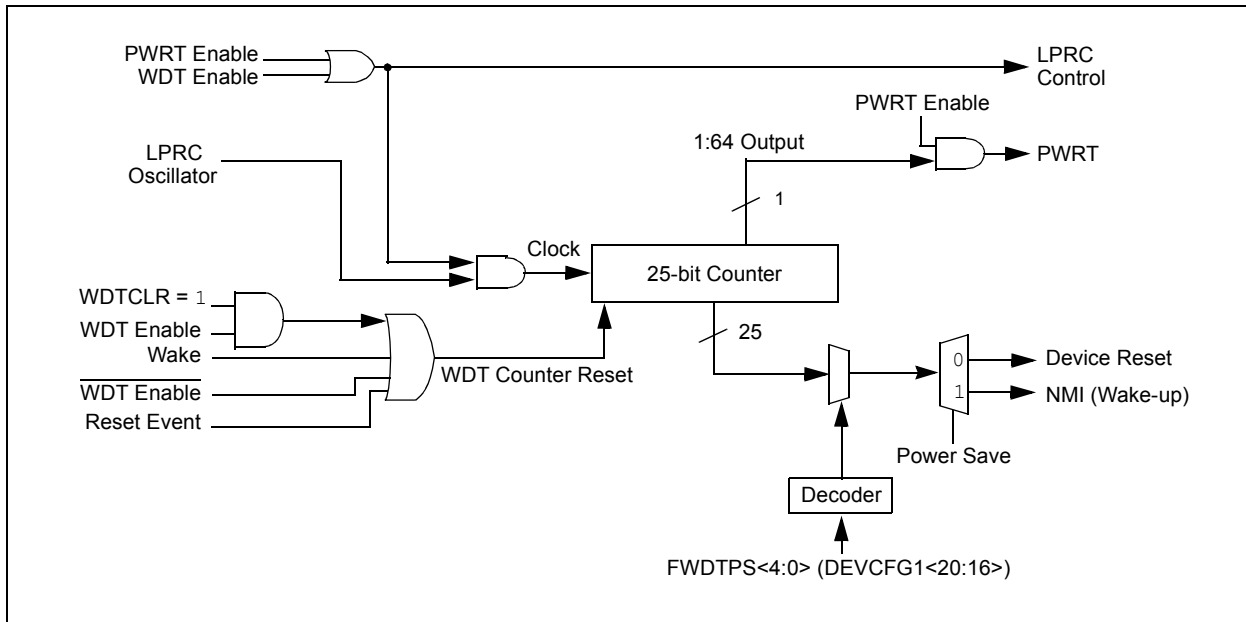 PWRT Enable
WDT Enable
LPRC
Control
PWRT Enable
LPRC
Oscillator
1:64 Output
PWRT
1
Clock
25-bit Counter
WDTCLR = 1
WDT Enable
Wake
WDT Enable
Reset Event
WDT Counter Reset
25
0
1
Device Reset
NMI (Wake-up)
Power Save
Decoder
FWDTPS<4:0> (DEVCFG1<20:16>)